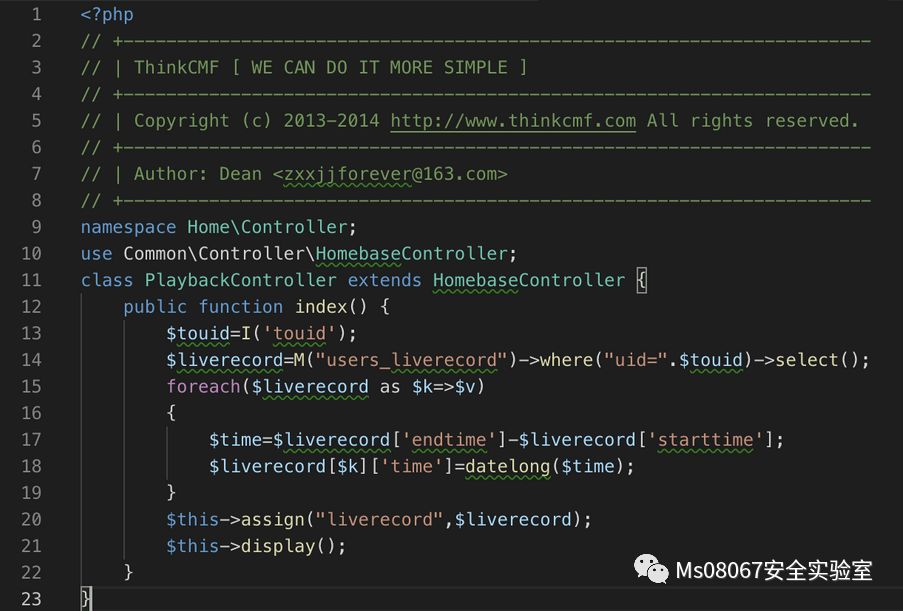 1 <?php
2 // +----------------------------------------------------------------------
3 // | ThinkCMF [ WE CAN DO IT MORE SIMPLE ]
4 // +----------------------------------------------------------------------
5 // | Copyright (c) 2013-2014 http://www.thinkcmf.com All rights reserved.
6 // +----------------------------------------------------------------------
7 // | Author: Dean <zxxjjforever@163.com>
8 // +----------------------------------------------------------------------
9 namespace Home\Controller;
10 use Common\Controller\HomebaseController;
11 class PlaybackController extends HomebaseController {
12     public function index() {
13         $touid=I('touid');
14         $liverecord=M("users_liverecord")->where("uid=".$touid)->select();
15         foreach($liverecord as $k=>$v)
16         {
17             $time=$liverecord['endtime']-$liverecord['starttime'];
18             $liverecord[$k]['time']=datelong($time);
19         }
20         $this->assign("liverecord",$liverecord);
21         $this->display();
22     }
23 }
Ms08067安全实验室